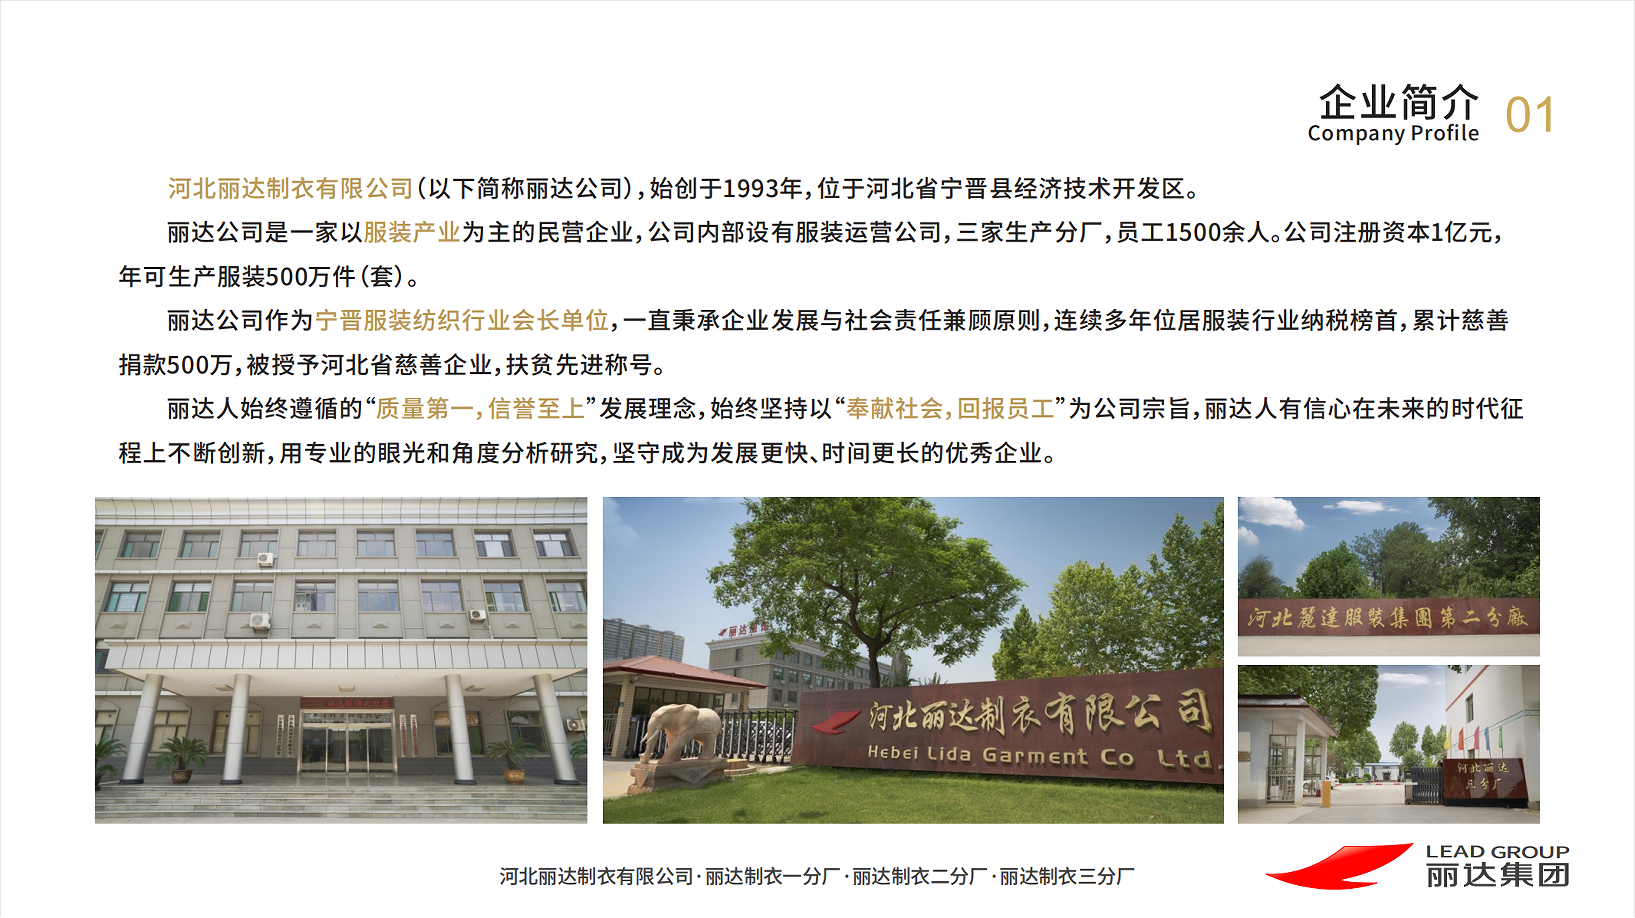 企业简介
Company Profile
01
河北丽达制衣有限公司（以下简称丽达公司），始创于1993年，位于河北省宁晋县经济技术开发区。
丽达公司是一家以服装产业为主的民营企业，公司内部设有服装运营公司，三家生产分厂，员工1500余人。公司注册资本1亿元，
年可生产服装500万件（套）。
丽达公司作为宁晋服装纺织行业会长单位，一直秉承企业发展与社会责任兼顾原则，连续多年位居服装行业纳税榜首，累计慈善
捐款500万，被授予河北省慈善企业，扶贫先进称号。
丽达人始终遵循的“质量第一，信誉至上”发展理念，始终坚持以“奉献社会，回报员工”为公司宗旨，丽达人有信心在未来的时代征
程上不断创新，用专业的眼光和角度分析研究，坚守成为发展更快、时间更长的优秀企业。
河北丽达制衣有限公司
Hebei Lida Garment Co Ltd.
河北麗達服裝集團第二分廠
河北丽达
三分厂
河北丽达制衣有限公司·丽达制衣一分厂·丽达制衣二分厂·丽达制衣三分厂
LEAD GROUP
丽达集团